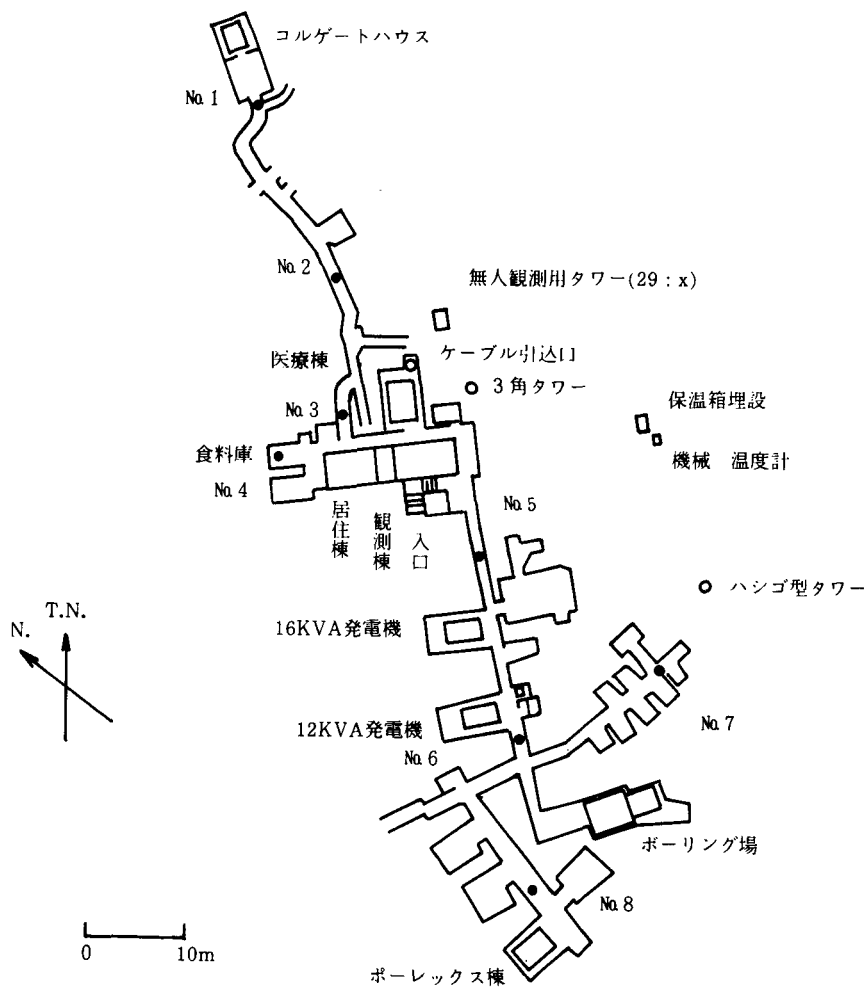 コルゲートハウス
No.1
No.2
無人観測用タワー(29：x)
医療棟
ケーブル引込口
3角タワー
No.3
保温箱埋設
食料庫
機械　温度計
No.4
No.5
居住棟
観測棟
入口
ハシゴ型タワー
T.N.
N.
16KVA発電機
12KVA発電機
No.7
No.6
ボーリング場
No.8
0 10m
ポーレックス棟